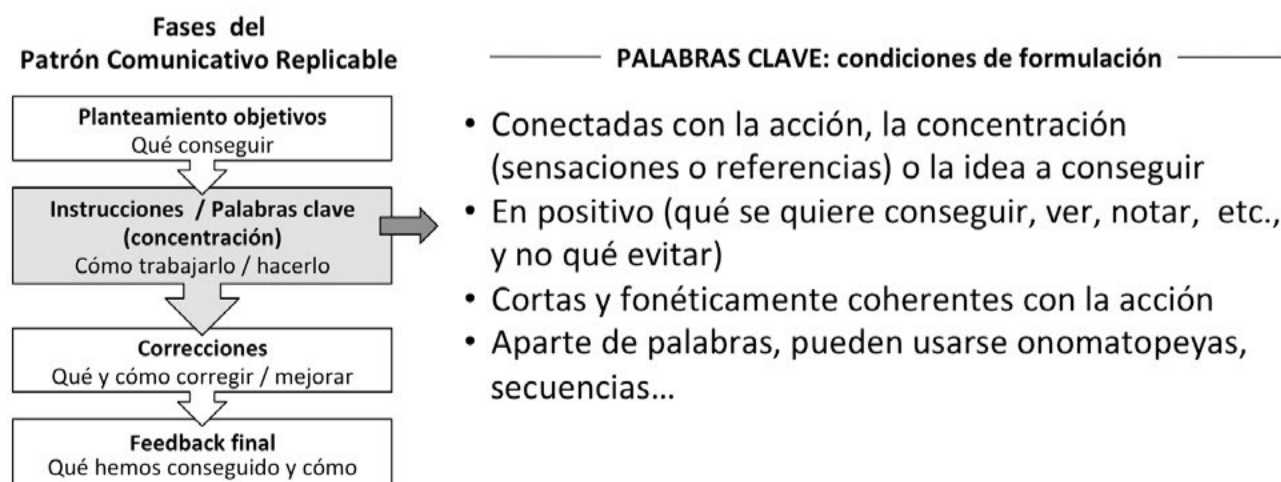 Fases del
Patrón Comunicativo Replicable
Planteamiento objetivos
Qué conseguir
Instrucciones / Palabras clave
(concentración)
Cómo trabajarlo / hacerlo
Correcciones
Qué y cómo corregir / mejorar
Feedback final
Qué hemos conseguido y cómo
PALABRAS CLAVE: condiciones de formulación
• Conectadas con la acción, la concentración
(sensaciones o referencias) o la idea a conseguir
• En positivo (qué se quiere conseguir, ver, notar, etc.,
y no qué evitar)
• Cortas y fonéticamente coherentes con la acción
• Aparte de palabras, pueden usarse onomatopeyas,
secuencias...